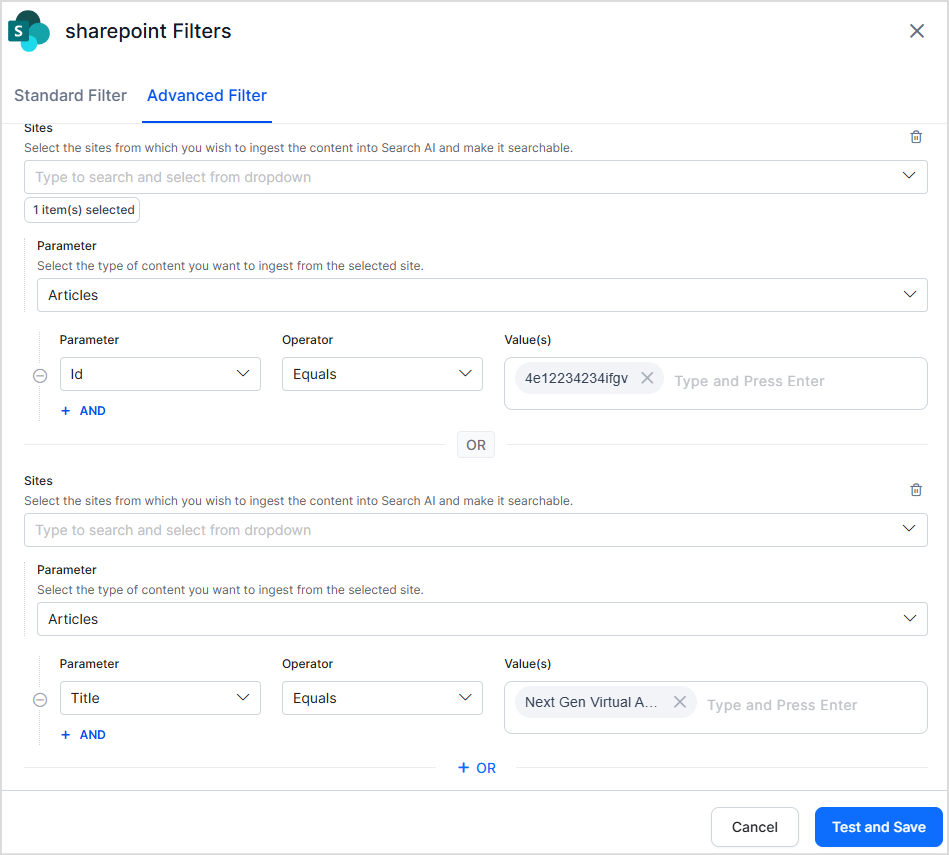 S
sharepoint Filters
Standard Filter Advanced Filter
Sites
Select the sites from which you wish to ingest the content into Search AI and make it searchable.
Type to search and select from dropdown
1 item(s) selected
Parameter
Select the type of content you want to ingest from the selected site.
Articles
Parameter Operator Value(s)
Id Equals 4e12234234ifgv Type and Press Enter
+ AND
OR
Sites
Select the sites from which you wish to ingest the content into Search AI and make it searchable.
Type to search and select from dropdown
Parameter
Select the type of content you want to ingest from the selected site.
Articles
Parameter Operator Value(s)
Title Equals Next Gen Virtual A... Type and Press Enter
+ AND
+ OR
Cancel Test and Save